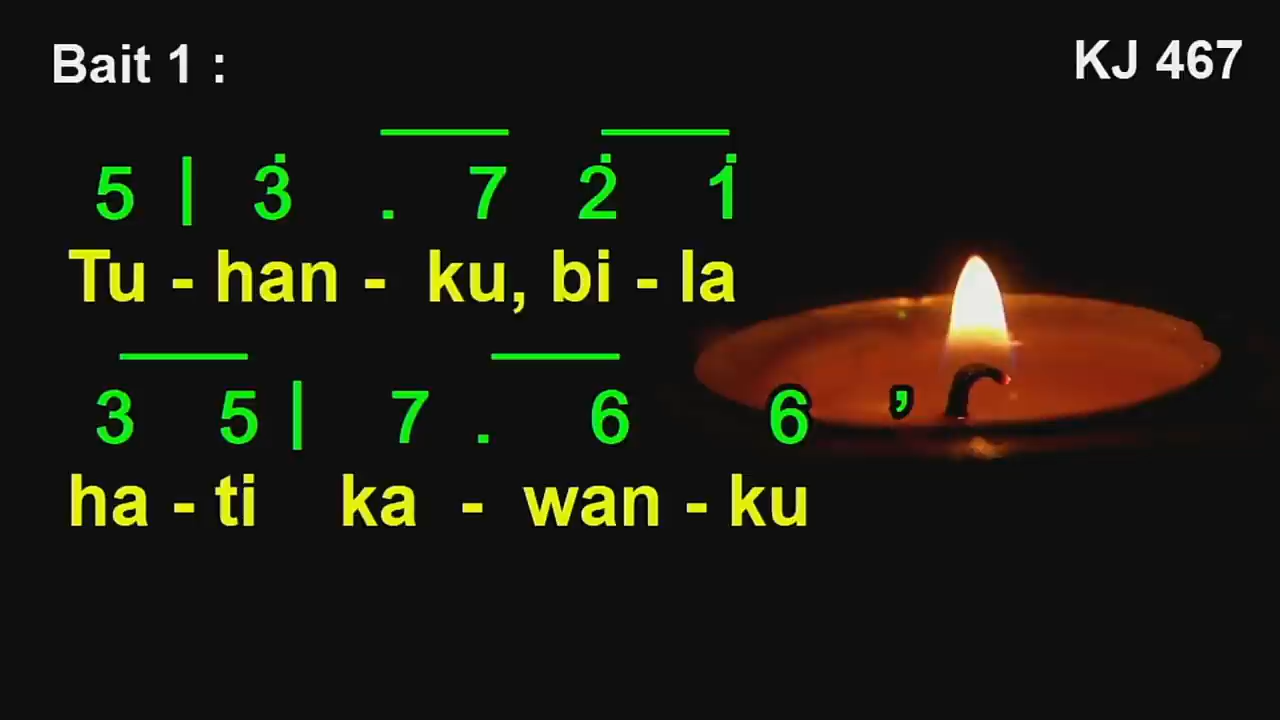 Bait 1 : KJ 467
5 | 3̇ . 7 2̇ 1̇
Tu - han - ku, bi - la
3 5 | 7 . 6 6 ,
ha - ti ka - wan - ku